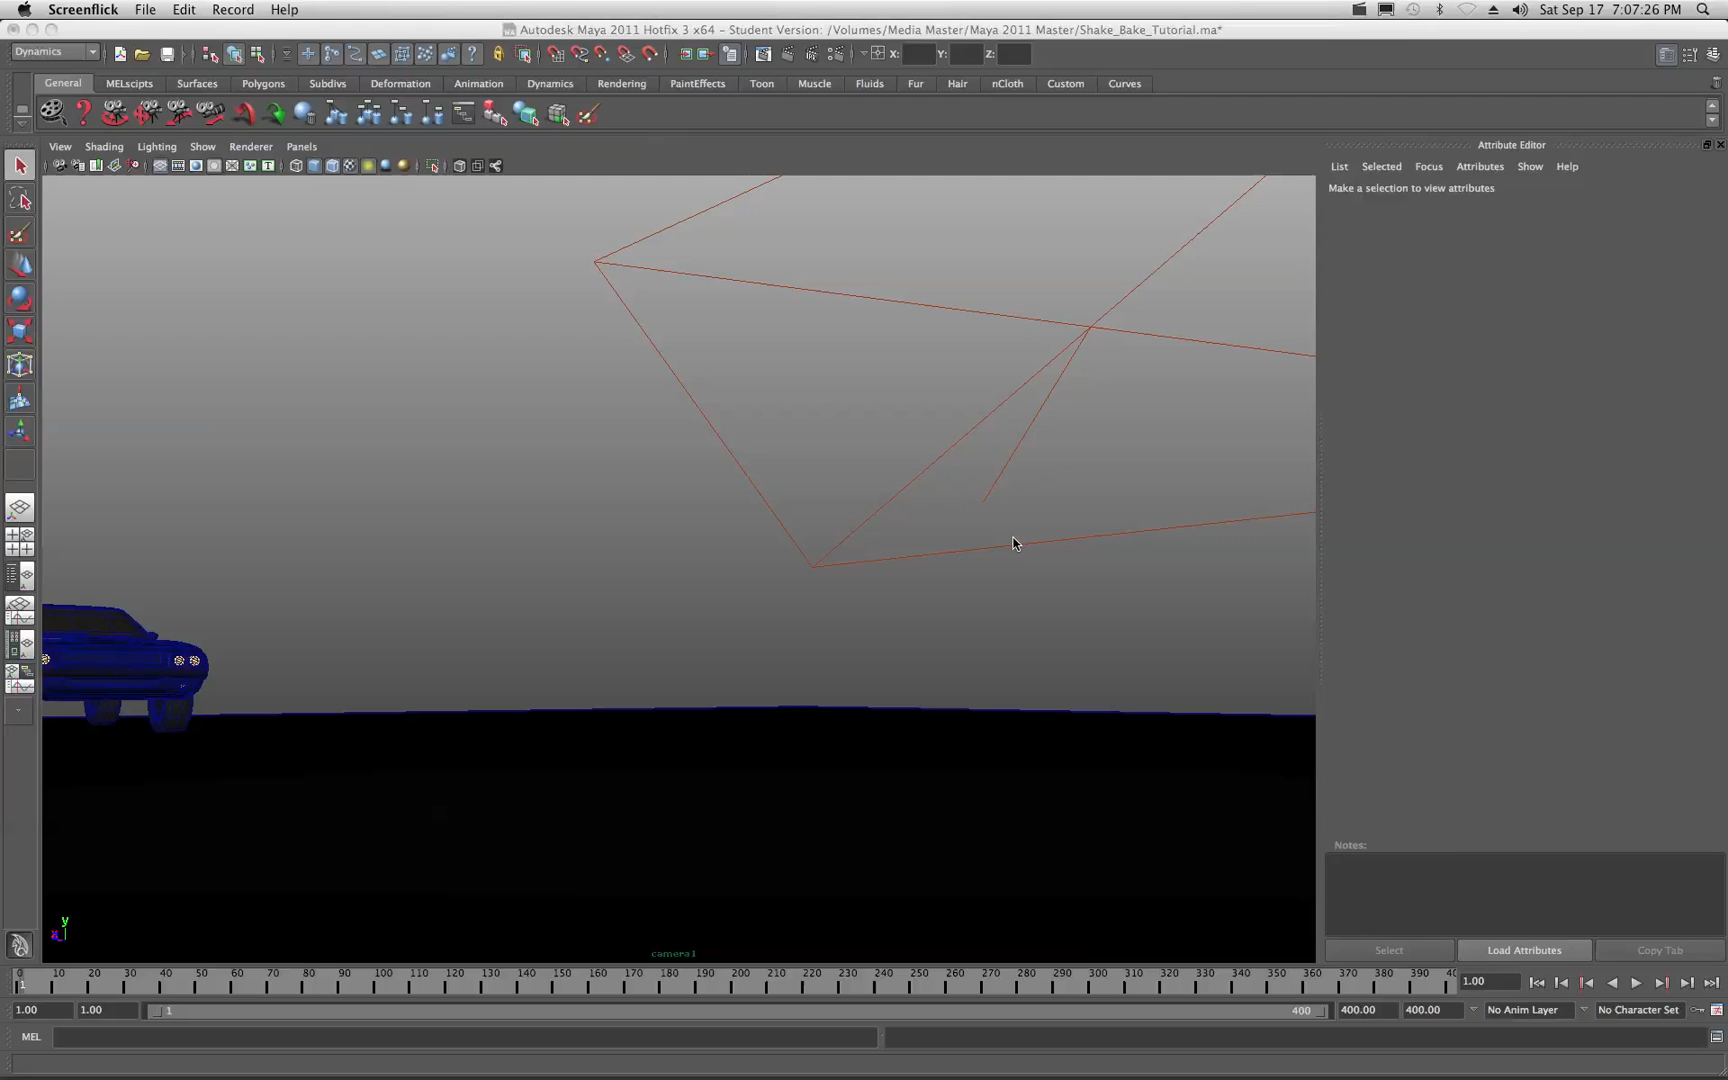 Screenflick File Edit Record Help Sat Sep 17 7:07:26 PM
Autodesk Maya 2011 Hotfix 3 x64 – Student Version: /Volumes/Media Master/Maya 2011 Master/Shake_Bake_Tutorial.ma*
Dynamics X: Y: Z:
General MELscipts Surfaces Polygons Subdivs Deformation Animation Dynamics Rendering PaintEffects Toon Muscle Fluids Fur Hair nCloth Custom Curves
View Shading Lighting Show Renderer Panels
Attribute Editor
List Selected Focus Attributes Show Help
Make a selection to view attributes
Notes:
Select Load Attributes Copy Tab
y
x
camera1
0 10 20 30 40 50 60 70 80 90 100 110 120 130 140 150 160 170 180 190 200 210 220 230 240 250 260 270 280 290 300 310 320 330 340 350 360 370 380 390 40
1 1.00
1.00 1.00 1 400 400.00 400.00 No Anim Layer No Character Set
MEL